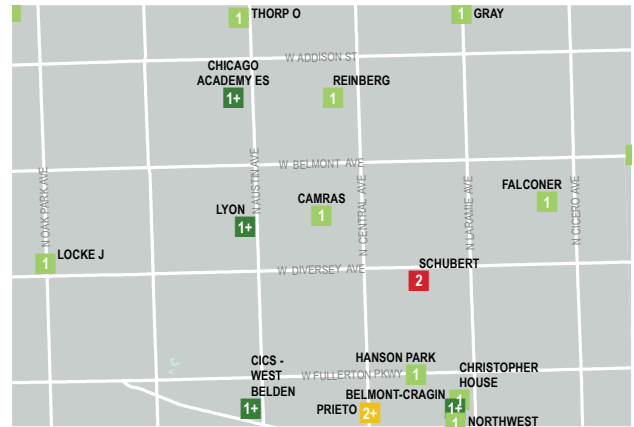 1 THORP O
1 GRAY
W ADDISON ST
CHICAGO
ACADEMY ES
1+
REINBERG
1
W BELMONT AVE
N OAK PARK AVE
N AUSTIN AVE
N CENTRAL AVE
N LARAMIE AVE
N CICERO AVE
FALCONER
1
CAMRAS
1
LYON
1+
LOCKE J
1
W DIVERSEY AVE
SCHUBERT
2
HANSON PARK
1
W FULLERTON PKWY
CICS -
WEST
BELDEN
1+
CHRISTOPHER
HOUSE
1
BELMONT-CRAGIN
1+
PRIETO
2+
1 NORTHWEST